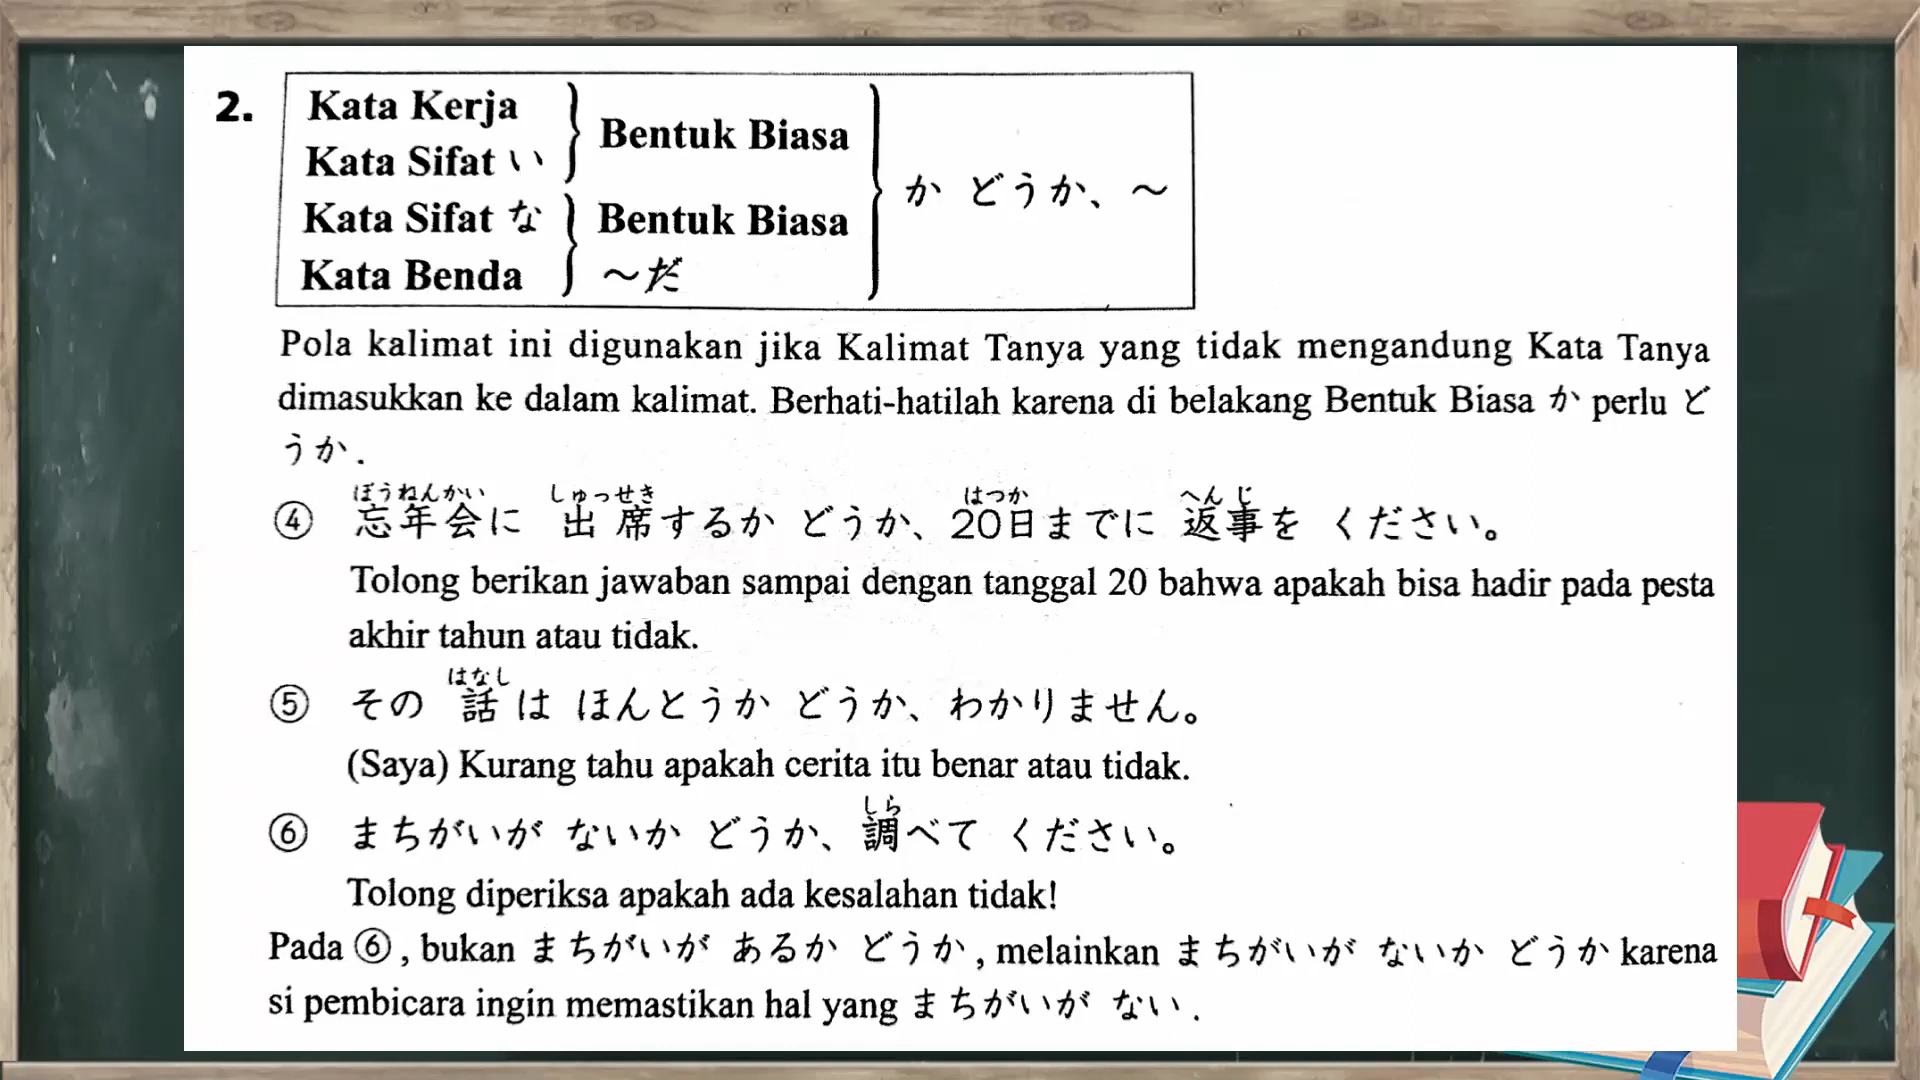 2.
Kata Kerja
Kata Sifat い
Bentuk Biasa
Kata Sifat な
Kata Benda
Bentuk Biasa
～だ
か どうか、～
Pola kalimat ini digunakan jika Kalimat Tanya yang tidak mengandung Kata Tanya
dimasukkan ke dalam kalimat. Berhati-hatilah karena di belakang Bentuk Biasa か perlu ど
うか.
ぼうねんかい しゅっせき はつか へんじ
④ 忘年会に 出席するか どうか、20日までに 返事を ください。
Tolong berikan jawaban sampai dengan tanggal 20 bahwa apakah bisa hadir pada pesta
akhir tahun atau tidak.
はなし
⑤ その 話は ほんとうか どうか、わかりません。
(Saya) Kurang tahu apakah cerita itu benar atau tidak.
しら
⑥ まちがいが ないか どうか、調べて ください。
Tolong diperiksa apakah ada kesalahan tidak!
Pada ⑥, bukan まちがいが あるか どうか, melainkan まちがいが ないか どうか karena
si pembicara ingin memastikan hal yang まちがいが ない.